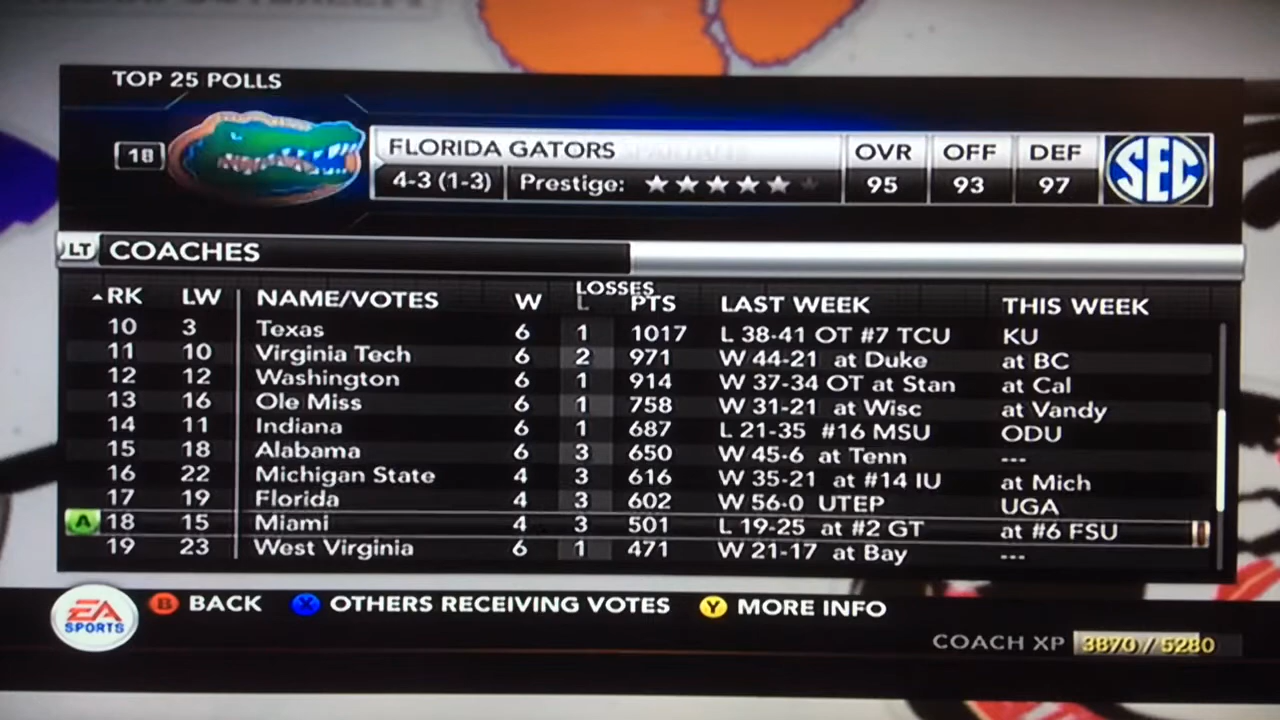 TOP 25 POLLS
18 FLORIDA GATORS OVR OFF DEF SEC
4-3 (1-3) Prestige: 95 93 97
LT COACHES
RK LW NAME/VOTES W LOSSES L PTS LAST WEEK THIS WEEK
10 3 Texas 6 1 1017 L 38-41 OT #7 TCU KU
11 10 Virginia Tech 6 2 971 W 44-21 at Duke at BC
12 12 Washington 6 1 914 W 37-34 OT at Stan at Cal
13 16 Ole Miss 6 1 758 W 31-21 at Wisc at Vandy
14 11 Indiana 6 1 687 L 21-35 #16 MSU ODU
15 18 Alabama 6 3 650 W 45-6 at Tenn ---
16 22 Michigan State 4 3 616 W 35-21 at #14 IU at Mich
17 19 Florida 4 3 602 W 56-0 UTEP UGA
A 18 15 Miami 4 3 501 L 19-25 at #2 GT at #6 FSU
19 23 West Virginia 6 1 471 W 21-17 at Bay ---
EA SPORTS B BACK X OTHERS RECEIVING VOTES Y MORE INFO
COACH XP 3870 / 5280